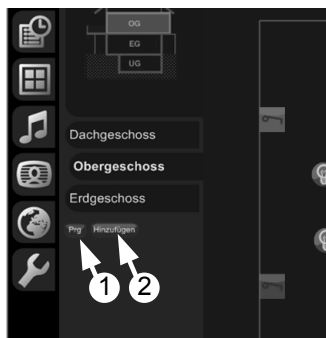 OG
EG
UG
Dachgeschoss
Obergeschoss
Erdgeschoss
Prg Hinzufügen
1 2